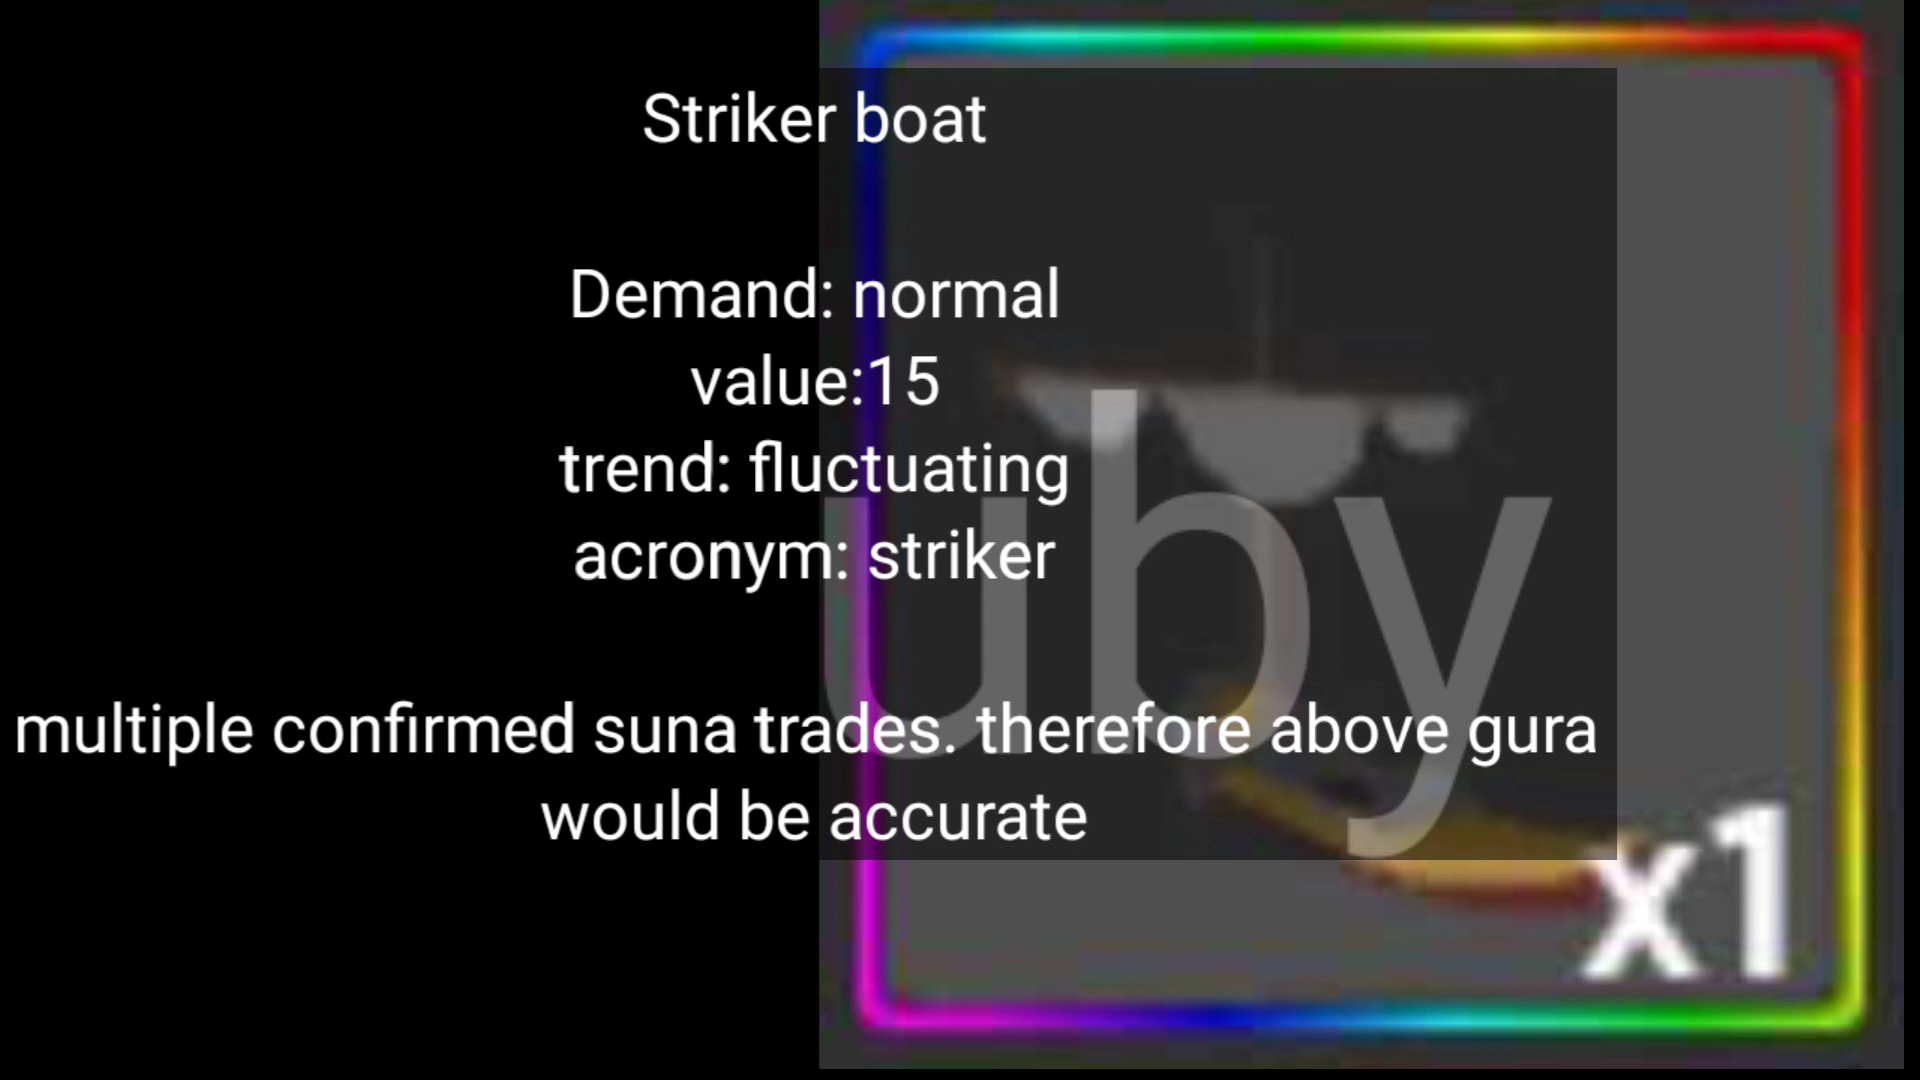 Striker boat
Demand: normal
value:15
trend: fluctuating
acronym: striker
multiple confirmed suna trades. therefore above gura
would be accurate
uby
x1